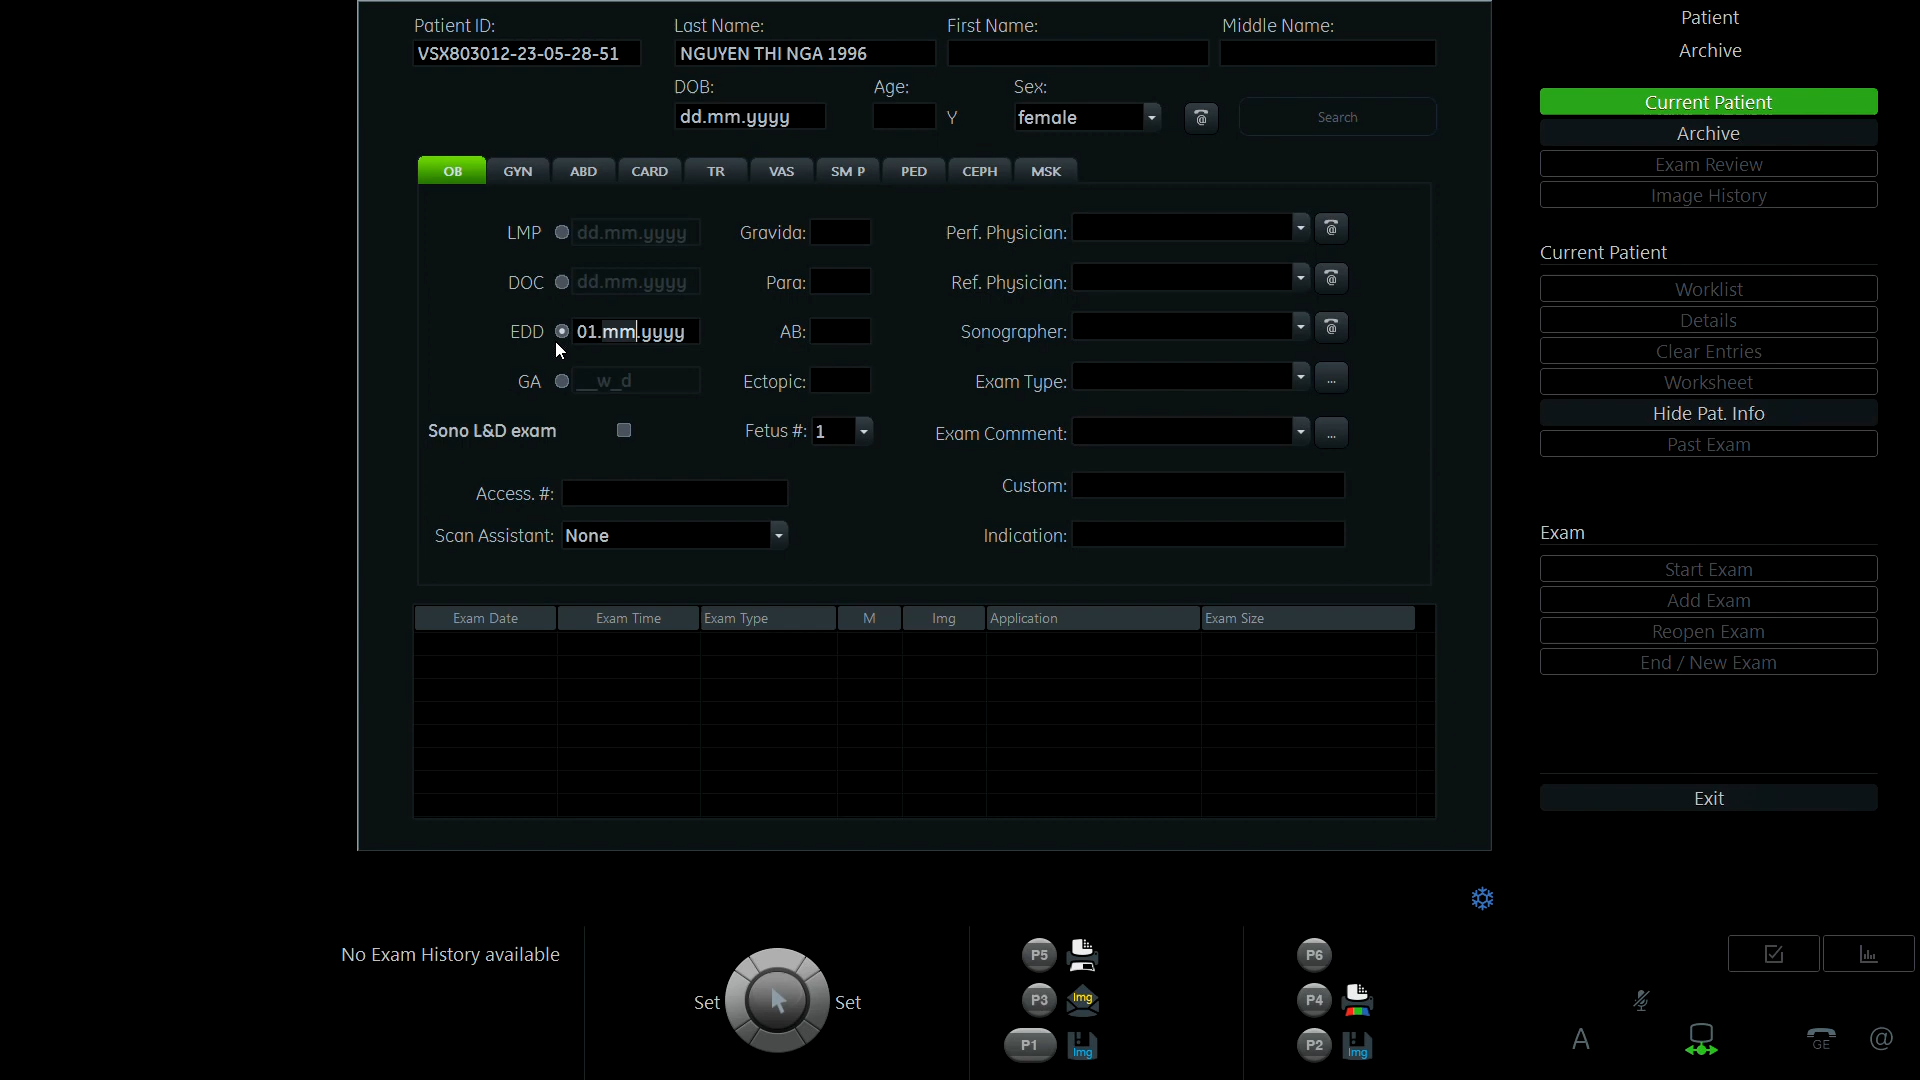 Patient ID: Last Name: First Name: Middle Name:
VSX803012-23-05-28-51 NGUYEN THI NGA 1996
DOB: Age: Sex:
dd.mm.yyyy Y female @ Search
OB GYN ABD CARD TR VAS SM P PED CEPH MSK
LMP dd.mm.yyyy Gravida: Perf. Physician: @
DOC dd.mm.yyyy Para: Ref. Physician: @
EDD 01.mm.yyyy AB: Sonographer: @
GA __w_d Ectopic: Exam Type: ...
Sono L&D exam Fetus #: 1 Exam Comment: ...
Custom:
Access. #:
Scan Assistant: None Indication:
Exam Date Exam Time Exam Type M Img Application Exam Size
Patient
Archive
Current Patient
Archive
Exam Review
Image History
Current Patient
Worklist
Details
Clear Entries
Worksheet
Hide Pat. Info
Past Exam
Exam
Start Exam
Add Exam
Reopen Exam
End / New Exam
Exit
No Exam History available
Set Set
P5
P3 Img
P1 Img
P6
P4
P2 Img
A GE @